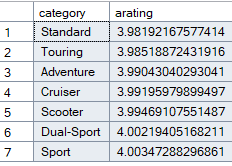 category arating
1 Standard 3.98192167577414
2 Touring 3.98518872431916
3 Adventure 3.99043040293041
4 Cruiser 3.99195979899497
5 Scooter 3.99469107551487
6 Dual-Sport 4.00219405168211
7 Sport 4.00347288296861